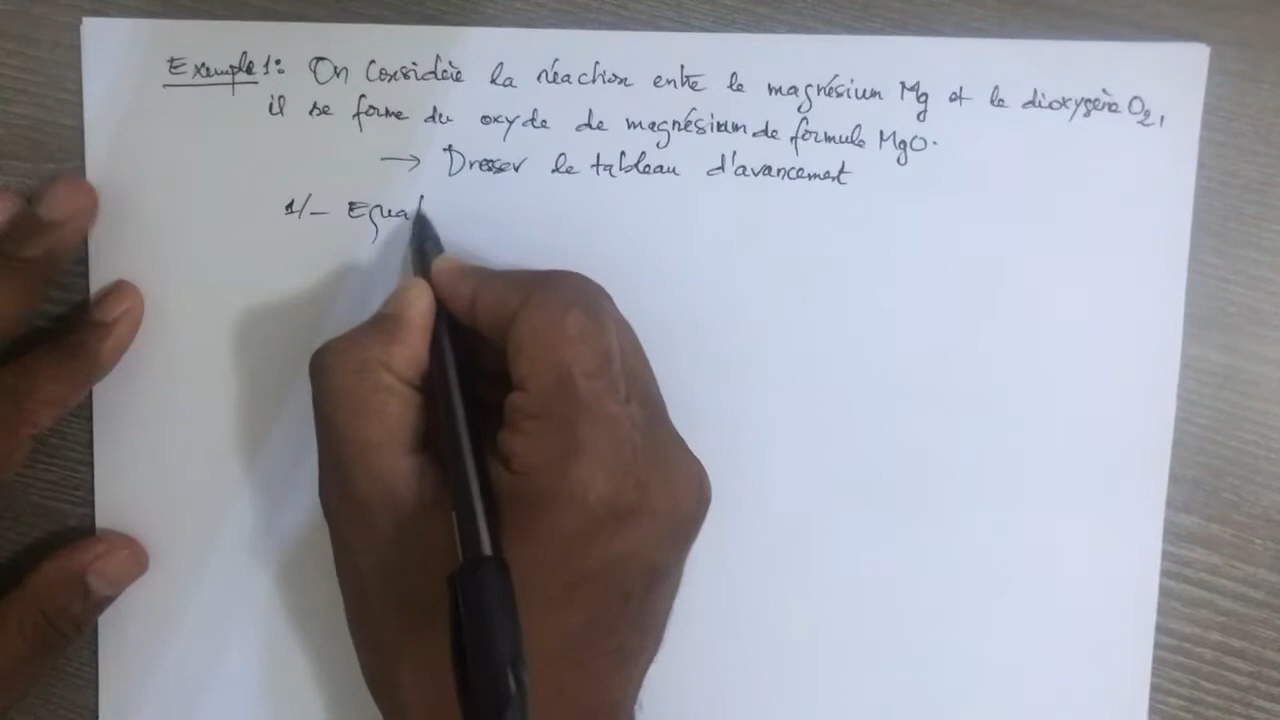 Exemple 1: On Considère la réaction entre le magnésium Mg et le dioxygène O2,
il se forme du oxyde de magnésium de formule MgO.
→ Dresser le tableau d'avancement
1/- Equat